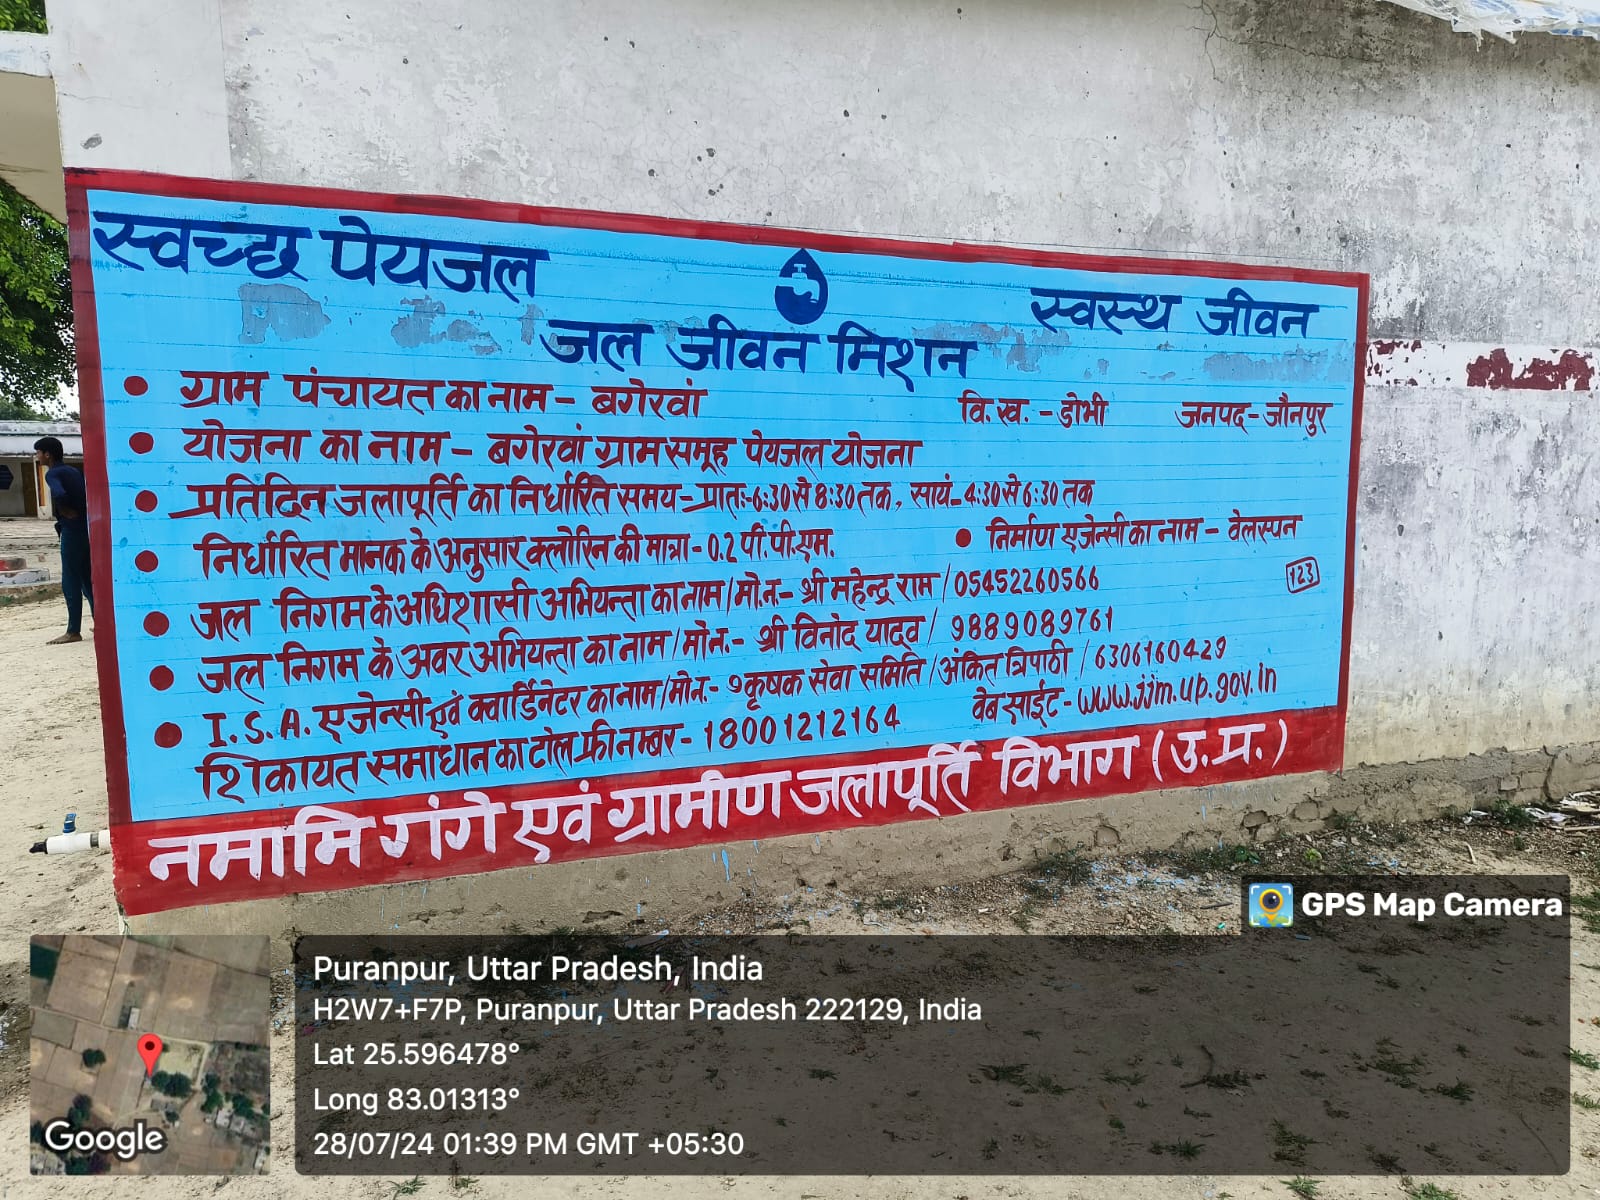 स्वच्छ पेयजल
स्वस्थ जीवन
जल जीवन मिशन
• ग्राम पंचायत का नाम – बगेरवां वि. ख. – डोभी जनपद – जौनपुर
• योजना का नाम – बगेरवां ग्राम समूह पेयजल योजना
• प्रतिदिन जलापूर्ति का निर्धारित समय – प्रातः-6:30 से 8:30 तक, सायं-4:30 से 6:30 तक
• निर्धारित मानक के अनुसार क्लोरिन की मात्रा - 0.2 पी.पी.एम. • निर्माण एजेन्सी का नाम – वेलस्पन
• जल निगम के अधिशासी अभियन्ता का नाम/मो.न.- श्री महेन्द्र राम/05452260566 123
• जल निगम के अवर अभियन्ता का नाम/मो.न.- श्री विनोद यादव/ 9889089761
• I.S.A. एजेन्सी एवं क्वार्डिनेटर का नाम/मो.न.- कृषक सेवा समिति/अंकित त्रिपाठी/6306160429
शिकायत समाधान का टोल फ्री नम्बर - 18001212164 वेब साईट - www.jjm.up.gov.in
नमामि गंगे एवं ग्रामीण जलापूर्ति विभाग (उ.प्र.)
GPS Map Camera
Puranpur, Uttar Pradesh, India
H2W7+F7P, Puranpur, Uttar Pradesh 222129, India
Lat 25.596478°
Long 83.01313°
28/07/24 01:39 PM GMT +05:30
Google